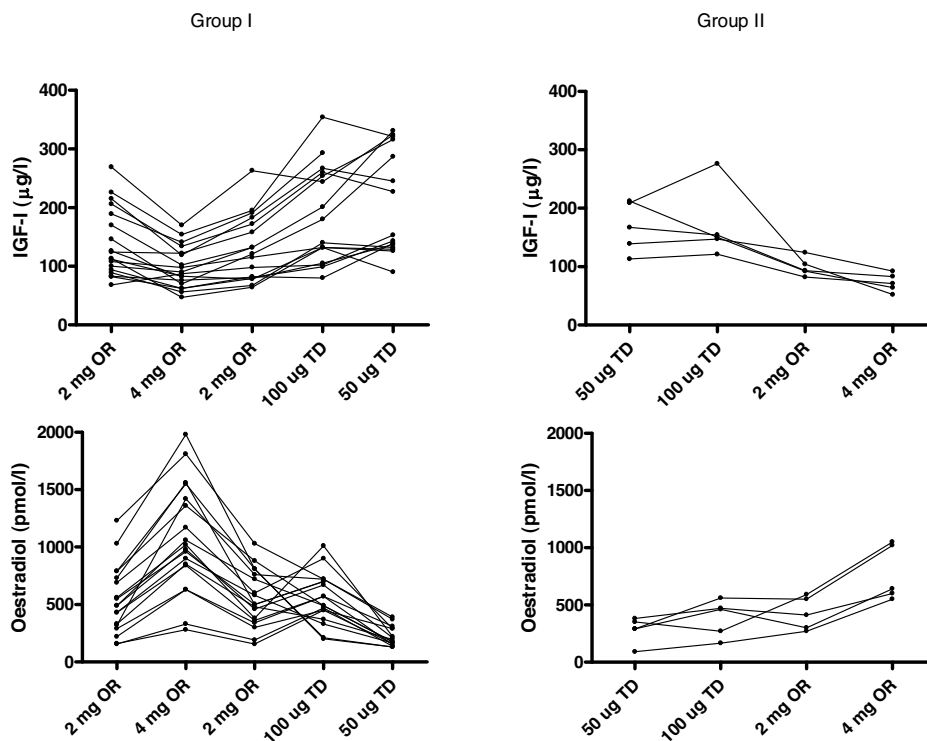 Group I
Group II
400
300
200
100
0
IGF-I (µg/l)
2 mg OR
4 mg OR
2 mg OR
100 ug TD
50 ug TD
400
300
200
100
0
IGF-I (µg/l)
50 ug TD
100 ug TD
2 mg OR
4 mg OR
2000
1500
1000
500
0
Oestradiol (pmol/l)
2 mg OR
4 mg OR
2 mg OR
100 ug TD
50 ug TD
2000
1500
1000
500
0
Oestradiol (pmol/l)
50 ug TD
100 ug TD
2 mg OR
4 mg OR